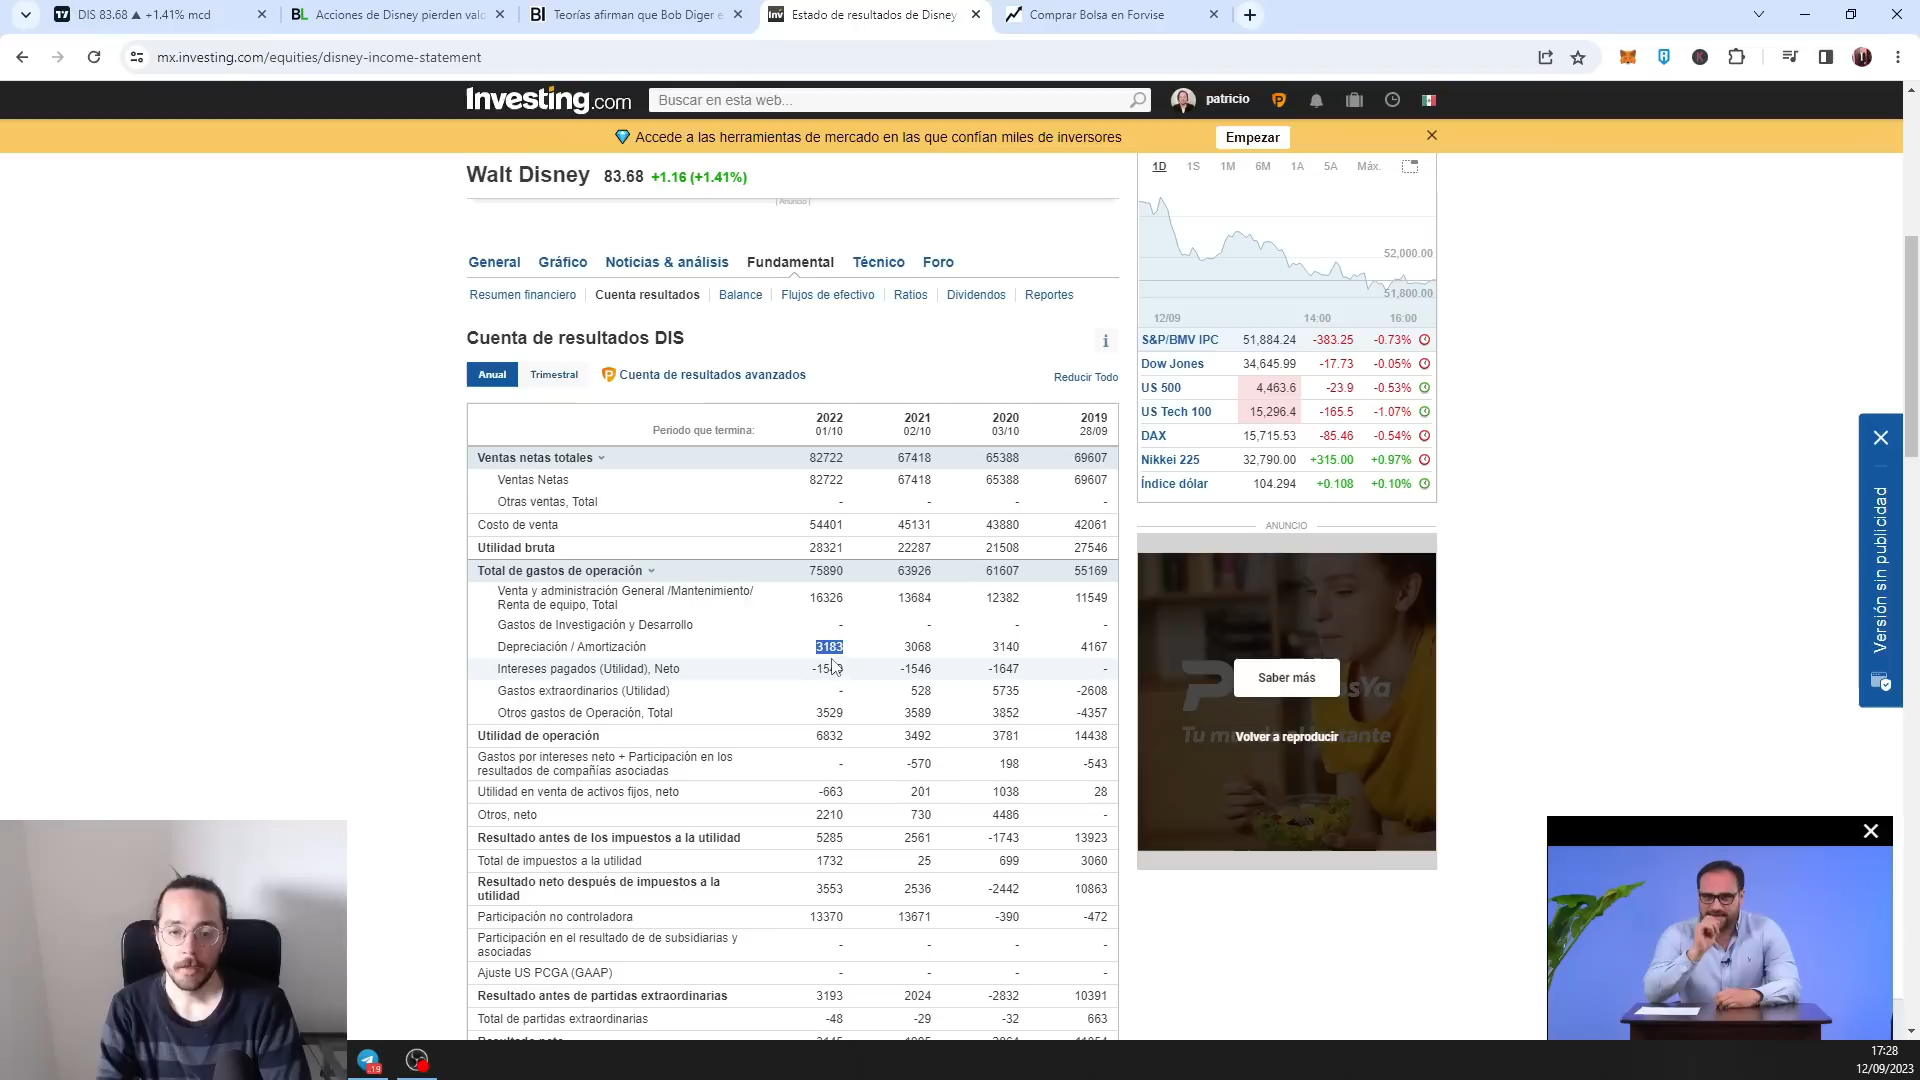 DIS 83.68 ▲ +1.41% mcd
Acciones de Disney pierden valo
Teorías afirman que Bob Diger e
Estado de resultados de Disney
Comprar Bolsa en Forvise
mx.investing.com/equities/disney-income-statement
Investing.com
Buscar en esta web...
patricio
Accede a las herramientas de mercado en las que confían miles de inversores
Empezar
Walt Disney 83.68 +1.16 (+1.41%)
Anuncio
General Gráfico Noticias & análisis Fundamental Técnico Foro
Resumen financiero Cuenta resultados Balance Flujos de efectivo Ratios Dividendos Reportes
Cuenta de resultados DIS
Anual Trimestral Cuenta de resultados avanzados Reducir Todo
2022 2021 2020 2019
Periodo que termina: 01/10 02/10 03/10 28/09
Ventas netas totales 82722 67418 65388 69607
Ventas Netas 82722 67418 65388 69607
Otras ventas, Total - - - -
Costo de venta 54401 45131 43880 42061
Utilidad bruta 28321 22287 21508 27546
Total de gastos de operación 75890 63926 61607 55169
Venta y administración General /Mantenimiento/
Renta de equipo, Total 16326 13684 12382 11549
Gastos de Investigación y Desarrollo - - - -
Depreciación / Amortización 3183 3068 3140 4167
Intereses pagados (Utilidad), Neto -1546 -1647 -
Gastos extraordinarios (Utilidad) - 528 5735 -2608
Otros gastos de Operación, Total 3529 3589 3852 -4357
Utilidad de operación 6832 3492 3781 14438
Gastos por intereses neto + Participación en los
resultados de compañías asociadas - -570 198 -543
Utilidad en venta de activos fijos, neto -663 201 1038 28
Otros, neto 2210 730 4486 -
Resultado antes de los impuestos a la utilidad 5285 2561 -1743 13923
Total de impuestos a la utilidad 1732 25 699 3060
Resultado neto después de impuestos a la
utilidad 3553 2536 -2442 10863
Participación no controladora 13370 13671 -390 -472
Participación en el resultado de de subsidiarias y
asociadas - - - -
Ajuste US PCGA (GAAP) - - - -
Resultado antes de partidas extraordinarias 3193 2024 -2832 10391
Total de partidas extraordinarias -48 -29 -32 663
1D 1S 1M 6M 1A 5A Máx.
52,000.00
51,800.00
12/09 14:00 16:00
S&P/BMV IPC 51,884.24 -383.25 -0.73%
Dow Jones 34,645.99 -17.73 -0.05%
US 500 4,463.6 -23.9 -0.53%
US Tech 100 15,296.4 -165.5 -1.07%
DAX 15,715.53 -85.46 -0.54%
Nikkei 225 32,790.00 +315.00 +0.97%
Índice dólar 104.294 +0.108 +0.10%
ANUNCIO
Saber más
Volver a reproducir
Versión sin publicidad
17:28
12/09/2023